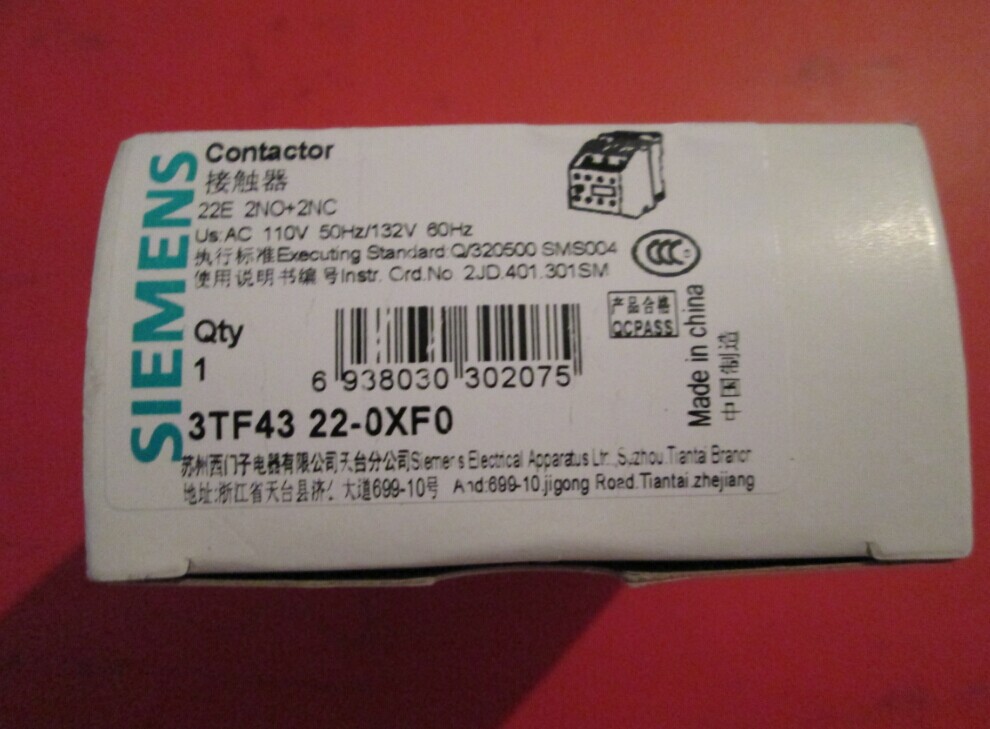 SIEMENS
Contactor
接触器
22E 2NO+2NC
Us:AC 110V 50Hz/132V 60Hz
执行标准Executing Standard:Q/320500 SMS004
使用说明书编号Instr. Ord.No. 2JD.401.301SM
CCC
产品合格
QCPASS
Qty
1
6 938030 302075
Made in china
中国制造
3TF43 22-0XF0
苏州西门子电器有限公司天台分公司Siemens Electrical Apparatus Ltd.,Suzhou.Tiantai Branch
地址:浙江省天台县济 大道699-10号 Add:699-10,jigong Road.Tiantai.zhejiang